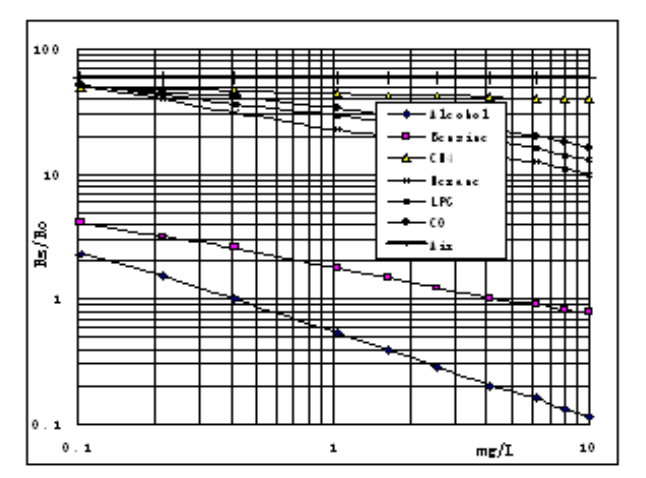 100
10
1
0.1
Rs/Ro
0.1
1
mg/L
10
Alcohol
Benzine
CH4
Hexane
LPG
CO
Air